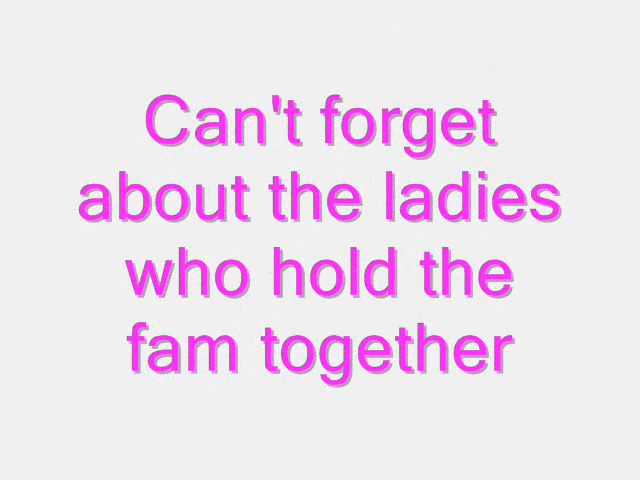 Can't forget
about the ladies
who hold the
fam together